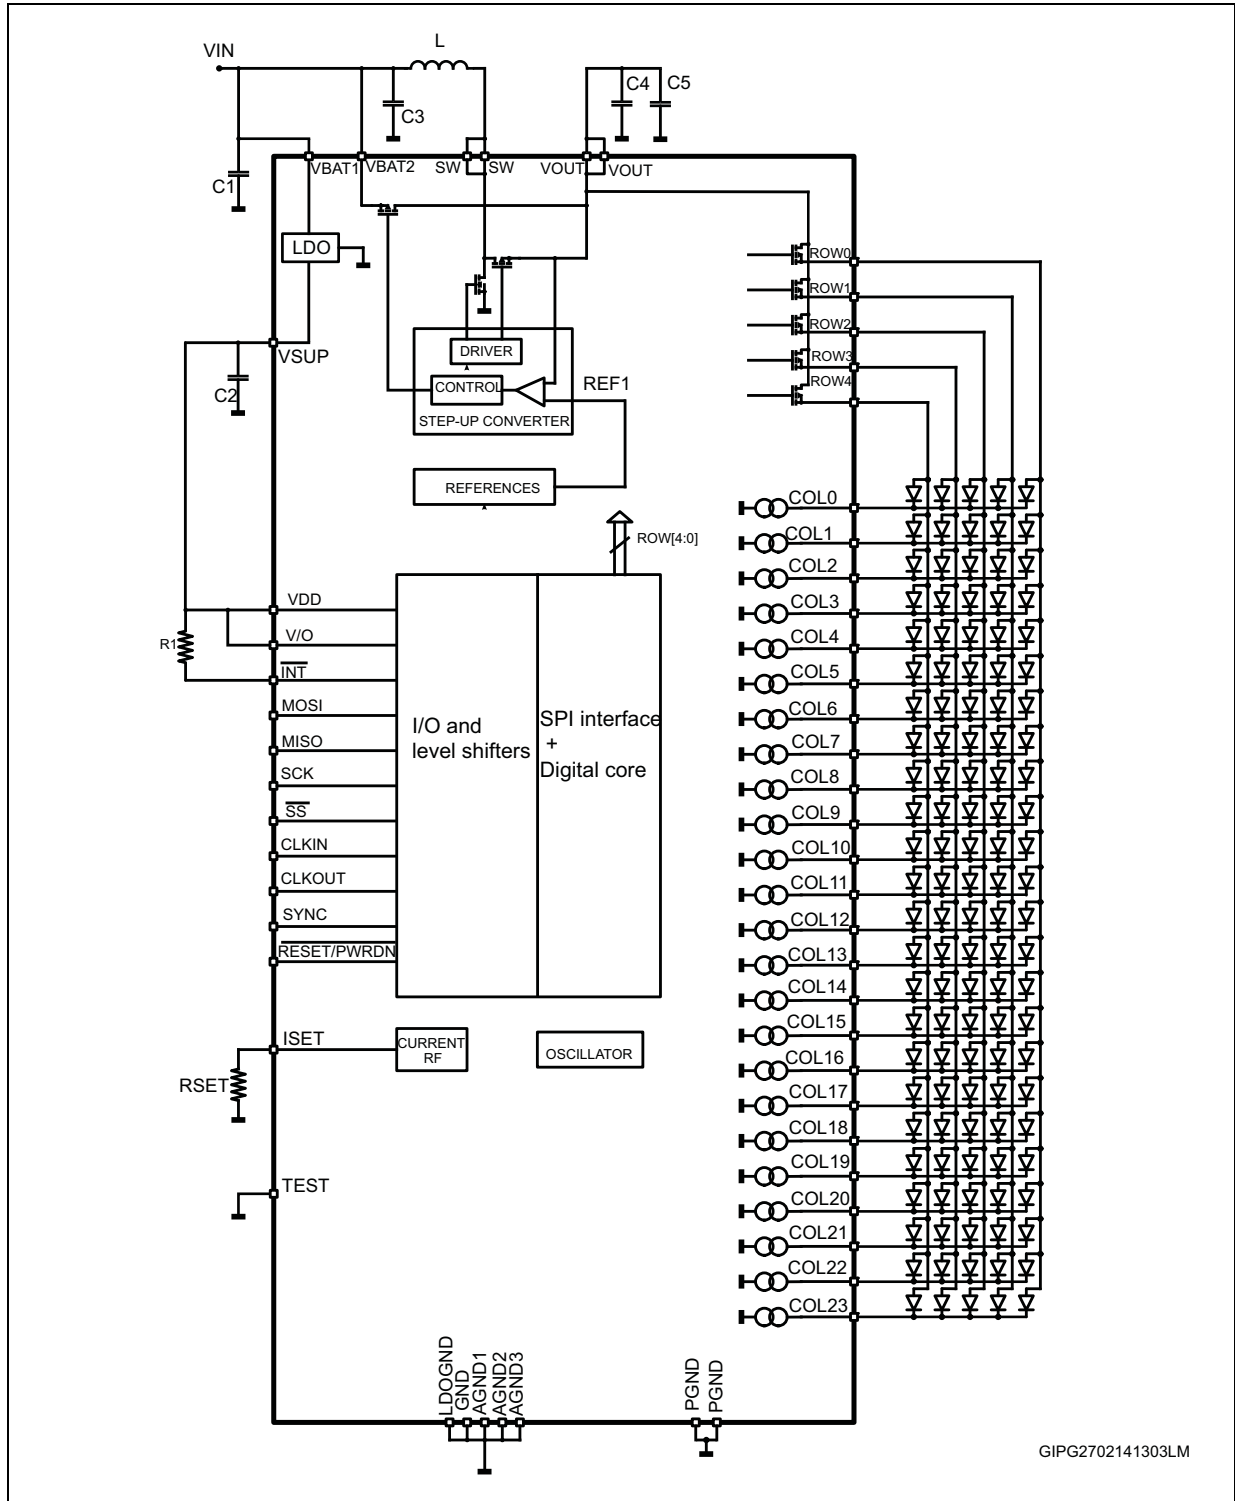 VIN
L
C3
C4
C5
C1
VBAT1
VBAT2
SW
SW
VOUT
VOUT
LDO
ROW0
ROW1
ROW2
ROW3
ROW4
VSUP
C2
DRIVER
CONTROL
REF1
STEP-UP CONVERTER
REFERENCES
ROW[4:0]
COL0
COL1
COL2
COL3
COL4
COL5
COL6
COL7
COL8
COL9
COL10
COL11
COL12
COL13
COL14
COL15
COL16
COL17
COL18
COL19
COL20
COL21
COL22
COL23
VDD
V/O
R1
INT
MOSI
MISO
SCK
SS
CLKIN
CLKOUT
SYNC
RESET/PWRDN
I/O and
level shifters
SPI interface
+
Digital core
ISET
RSET
CURRENT
RF
OSCILLATOR
TEST
LDOGND
GND
AGND1
AGND2
AGND3
PGND
PGND
GIPG2702141303LM